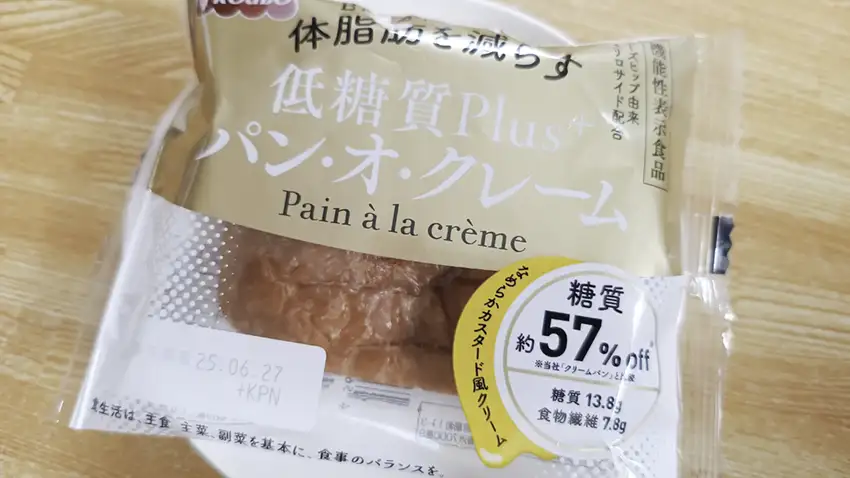 体脂肪を減らす
機能性表示食品
ーズヒップ由来
リロサイド配合
低糖質Plus+
パン・オ・クレーム
Pain à la crème
なめらかカスタード風クリーム
糖質
約57%off
※当社「クリームパン」と比較
糖質13.8g
食物繊維7.8g
25.06.27
+KPN
食生活は、主食、主菜、副菜を基本に、食事のバランスを。